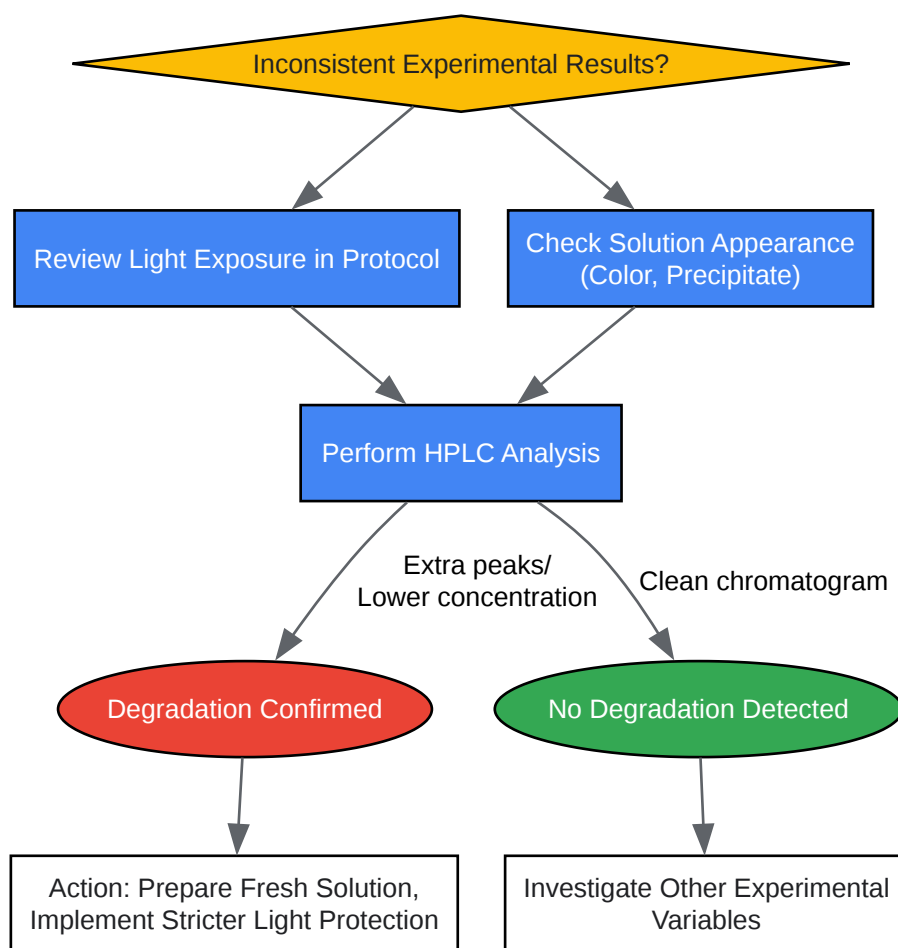 Inconsistent Experimental Results?
Review Light Exposure in Protocol
Check Solution Appearance
(Color, Precipitate)
Perform HPLC Analysis
Extra peaks/
Lower concentration
Clean chromatogram
Degradation Confirmed
No Degradation Detected
Action: Prepare Fresh Solution,
Implement Stricter Light Protection
Investigate Other Experimental
Variables